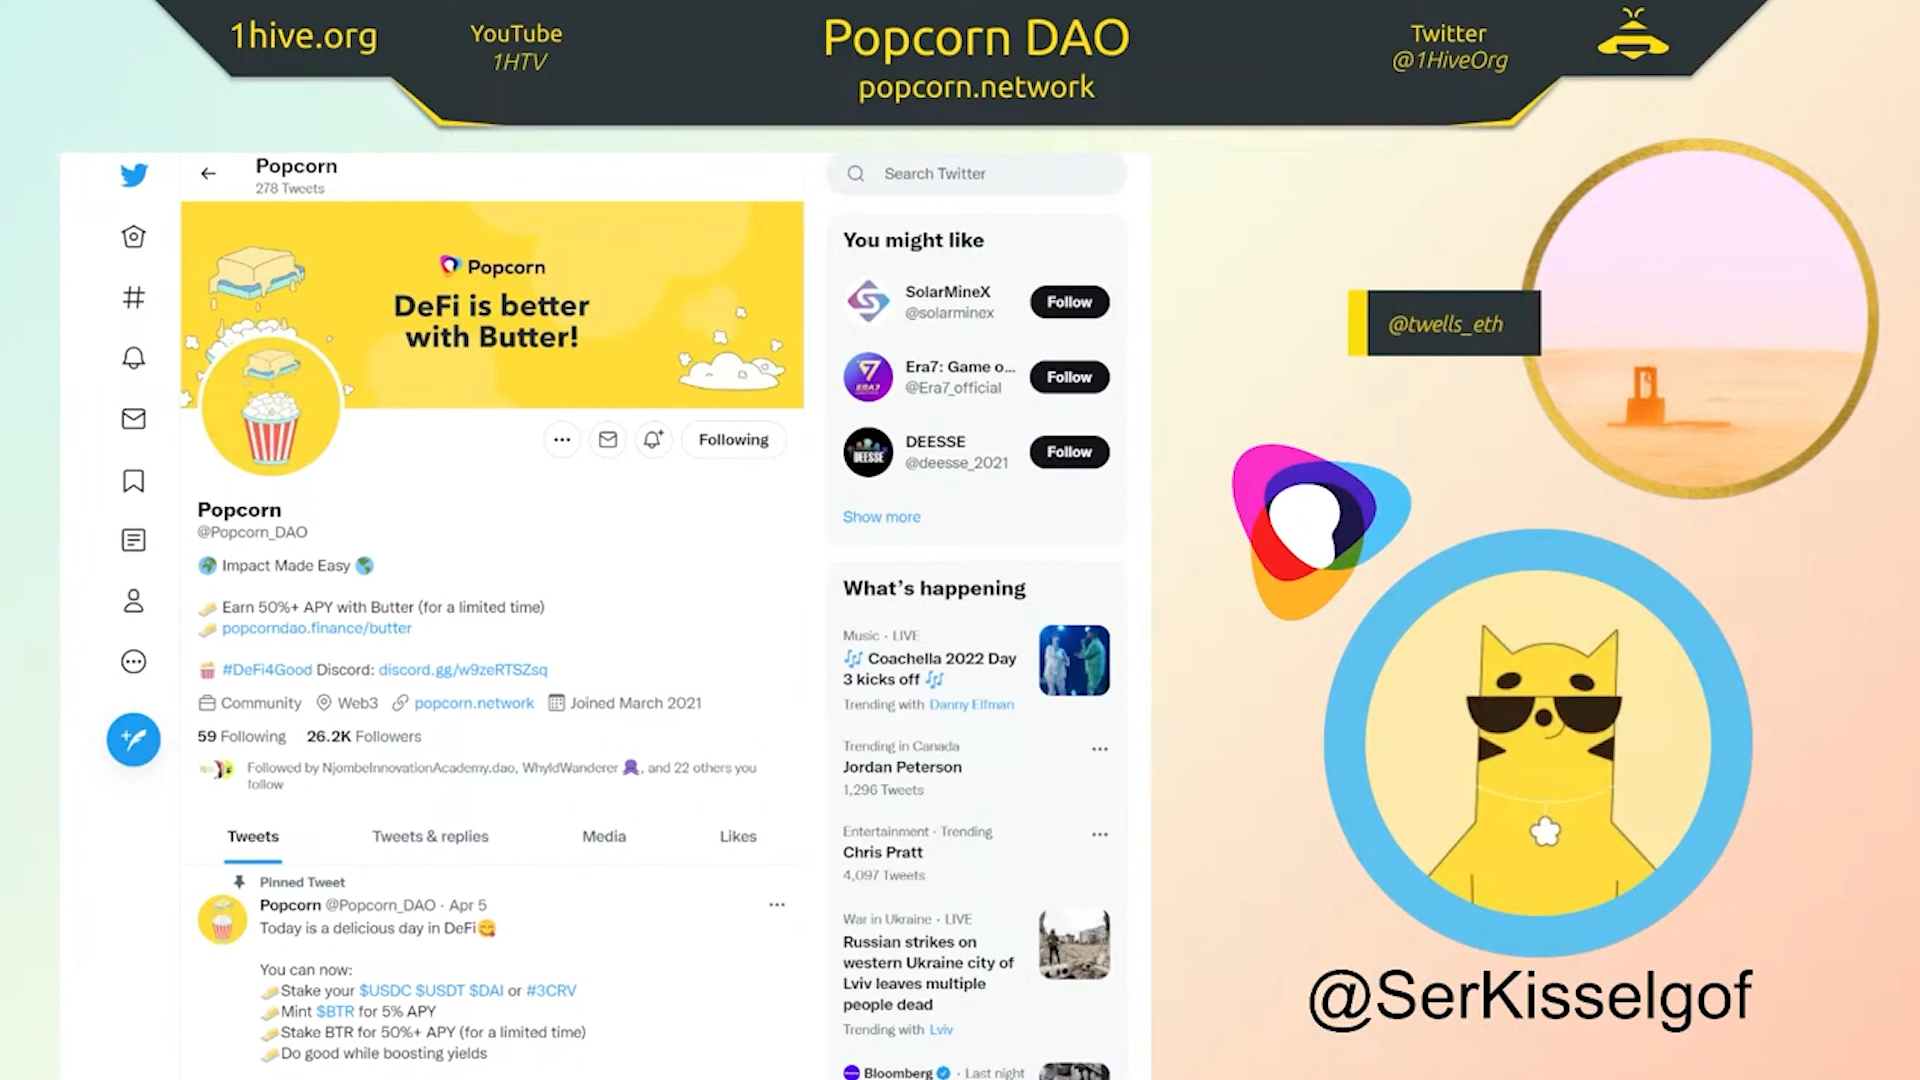 1hive.org
YouTube
1HTV
Popcorn DAO
popcorn.network
Twitter
@1HiveOrg
Popcorn
278 Tweets
Popcorn
DeFi is better
with Butter!
Following
Popcorn
@Popcorn_DAO
Impact Made Easy
Earn 50%+ APY with Butter (for a limited time)
popcorndao.finance/butter
#DeFi4Good Discord: discord.gg/w9zeRTSZsq
Community Web3 popcorn.network Joined March 2021
59 Following 26.2K Followers
Followed by NjombeInnovationAcademy.dao, WhyldWanderer, and 22 others you
follow
Tweets Tweets & replies Media Likes
Pinned Tweet
Popcorn @Popcorn_DAO · Apr 5
Today is a delicious day in DeFi
You can now:
Stake your $USDC $USDT $DAI or #3CRV
Mint $BTR for 5% APY
Stake BTR for 50%+ APY (for a limited time)
Do good while boosting yields
Search Twitter
You might like
SolarMineX
@solarminex
Follow
Era7: Game o...
@Era7_official
Follow
ERA7
DEESSE
@deesse_2021
Follow
DEESSE
Show more
What's happening
Music · LIVE
Coachella 2022 Day
3 kicks off
Trending with Danny Elfman
Trending in Canada
Jordan Peterson
1,296 Tweets
Entertainment · Trending
Chris Pratt
4,097 Tweets
War in Ukraine · LIVE
Russian strikes on
western Ukraine city of
Lviv leaves multiple
people dead
Trending with Lviv
Bloomberg · Last night
@twells_eth
@SerKisselgof